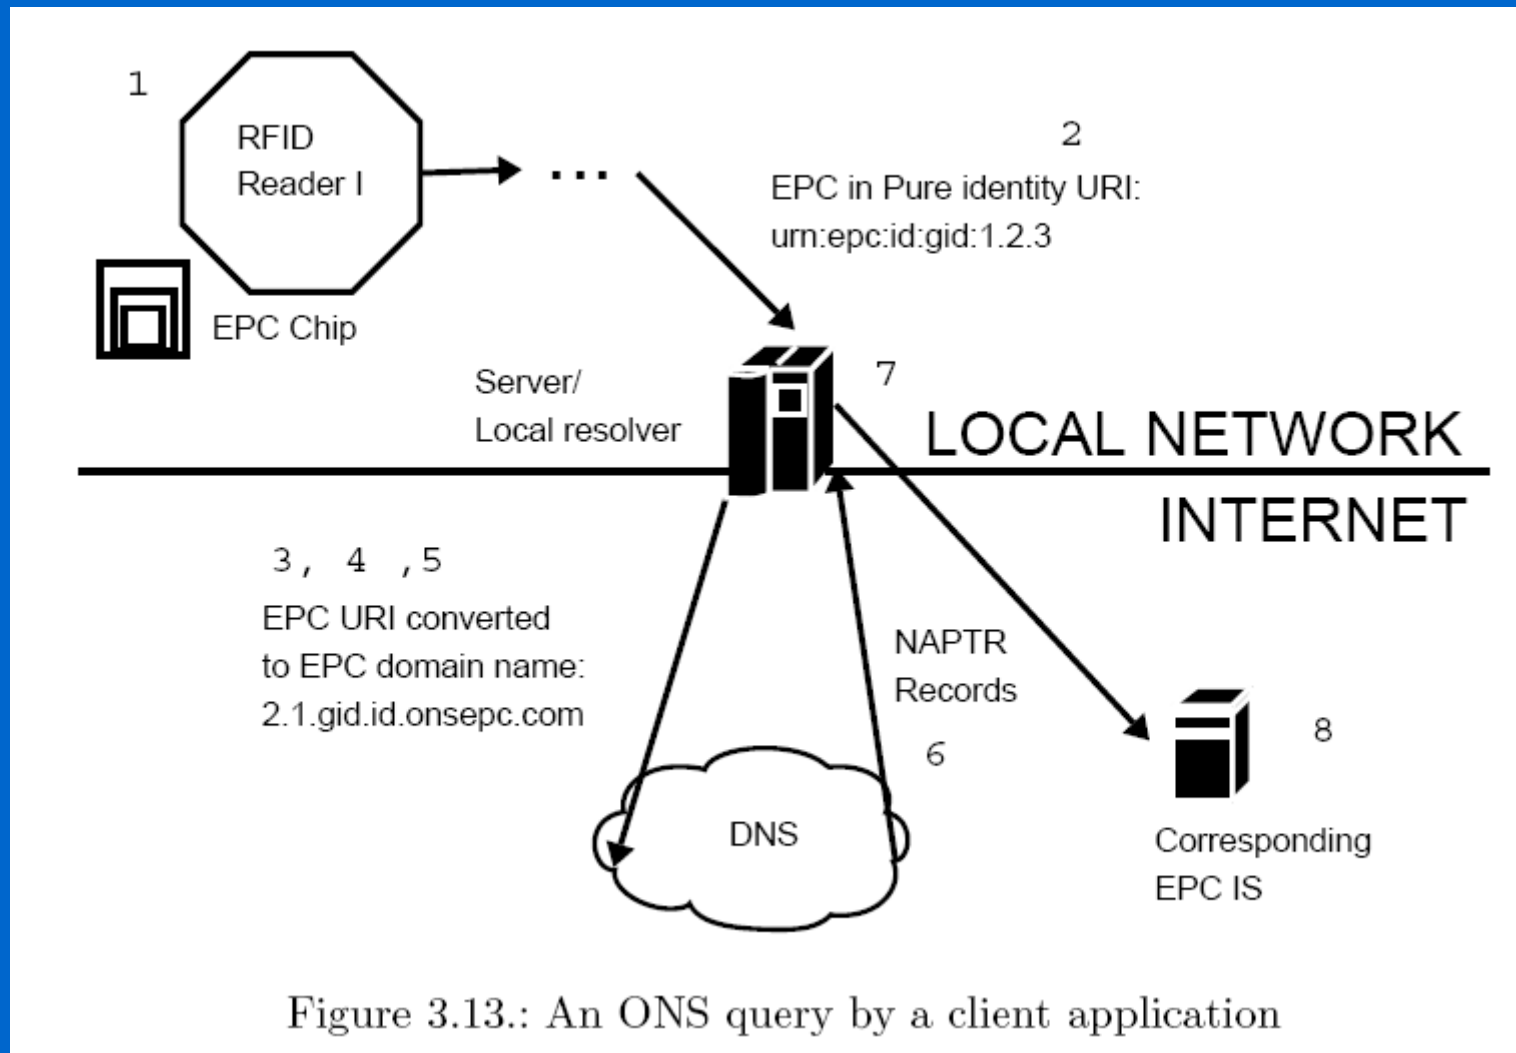 1
RFID
Reader I
...
2
EPC in Pure identity URI:
urn:epc:id:gid:1.2.3
EPC Chip
Server/
Local resolver
7
LOCAL NETWORK
INTERNET
3, 4 ,5
EPC URI converted
to EPC domain name:
2.1.gid.id.onsepc.com
NAPTR
Records
6
DNS
8
Corresponding
EPC IS
Figure 3.13.: An ONS query by a client application